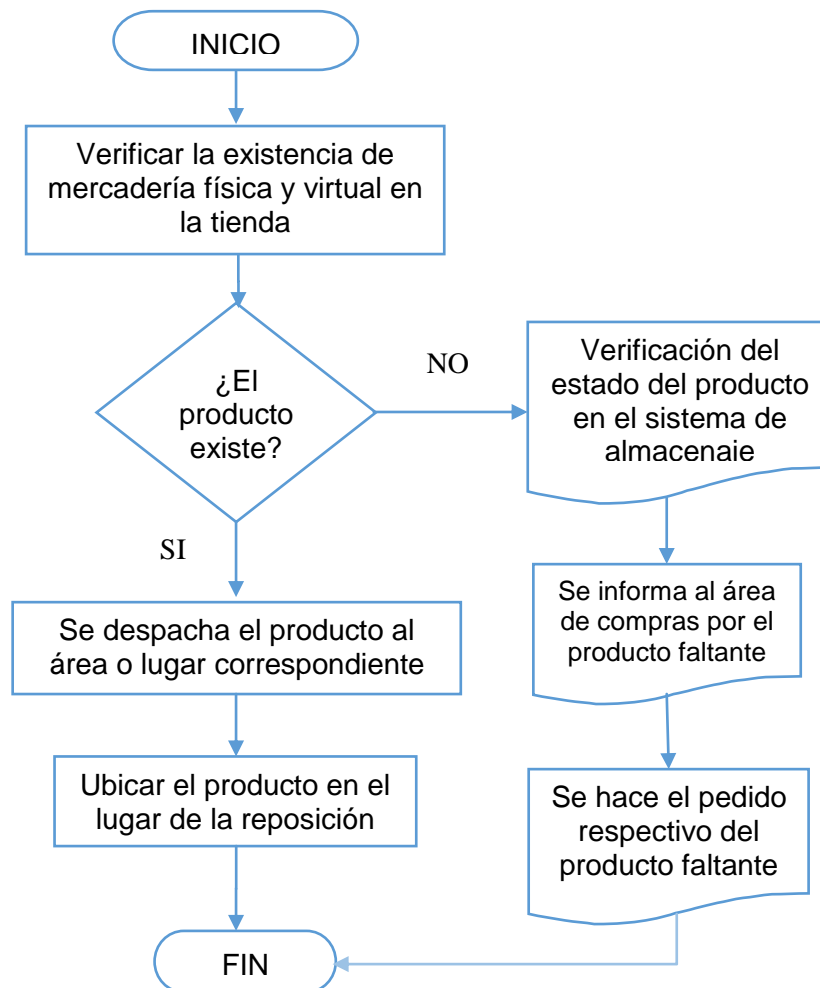 INICIO
Verificar la existencia de
mercadería física y virtual en
la tienda
¿El
producto
existe?
NO
Verificación del
estado del producto
en el sistema de
almacenaje
SI
Se despacha el producto al
área o lugar correspondiente
Se informa al área
de compras por el
producto faltante
Ubicar el producto en el
lugar de la reposición
Se hace el pedido
respectivo del
producto faltante
FIN